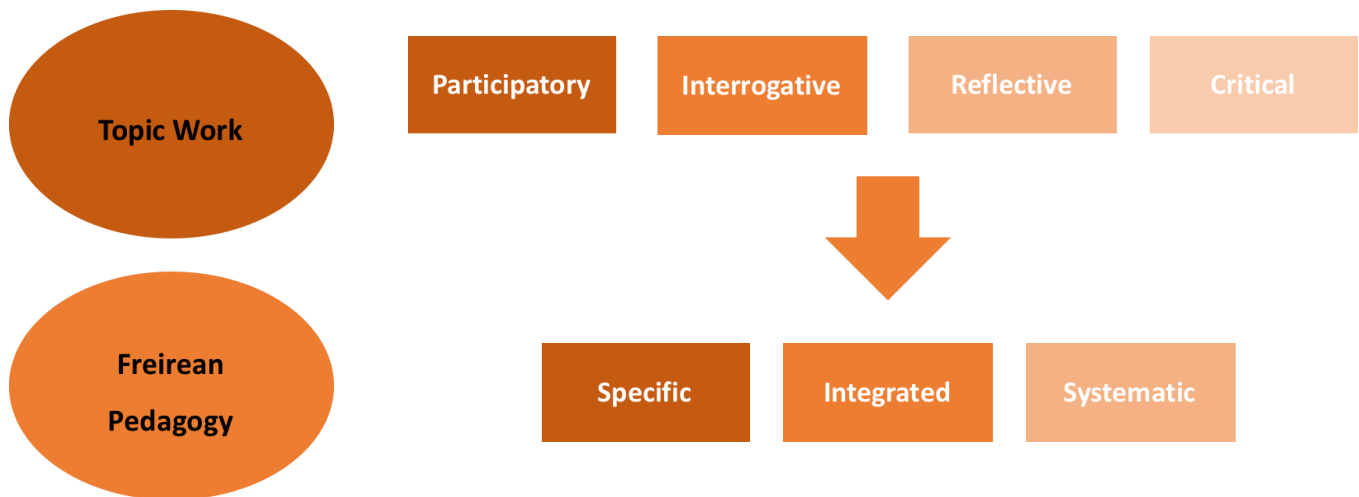 Topic Work
Participatory
Interrogative
Reflective
Critical
Freirean
Pedagogy
Specific
Integrated
Systematic